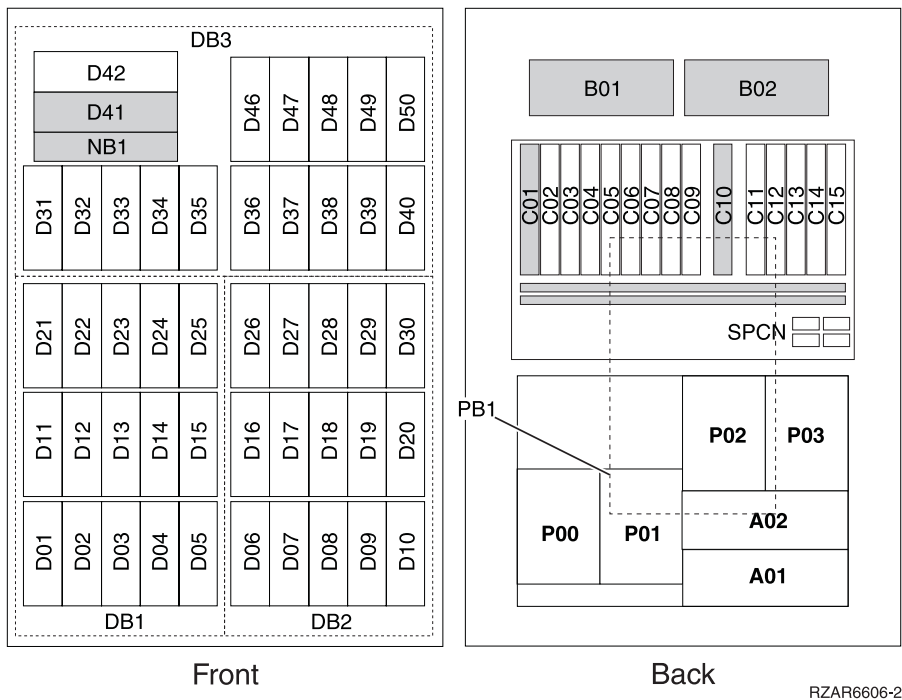 DB3
D42
D41
NB1
D46 D47 D48 D49 D50
D31 D32 D33 D34 D35 D36 D37 D38 D39 D40
D21 D22 D23 D24 D25 D26 D27 D28 D29 D30
D11 D12 D13 D14 D15 D16 D17 D18 D19 D20
D01 D02 D03 D04 D05 D06 D07 D08 D09 D10
DB1 DB2
Front
B01 B02
C01 C02 C03 C04 C05 C06 C07 C08 C09 C10 C11 C12 C13 C14 C15
SPCN
PB1
P02 P03
P00 P01 A02
A01
Back
RZAR6606-2